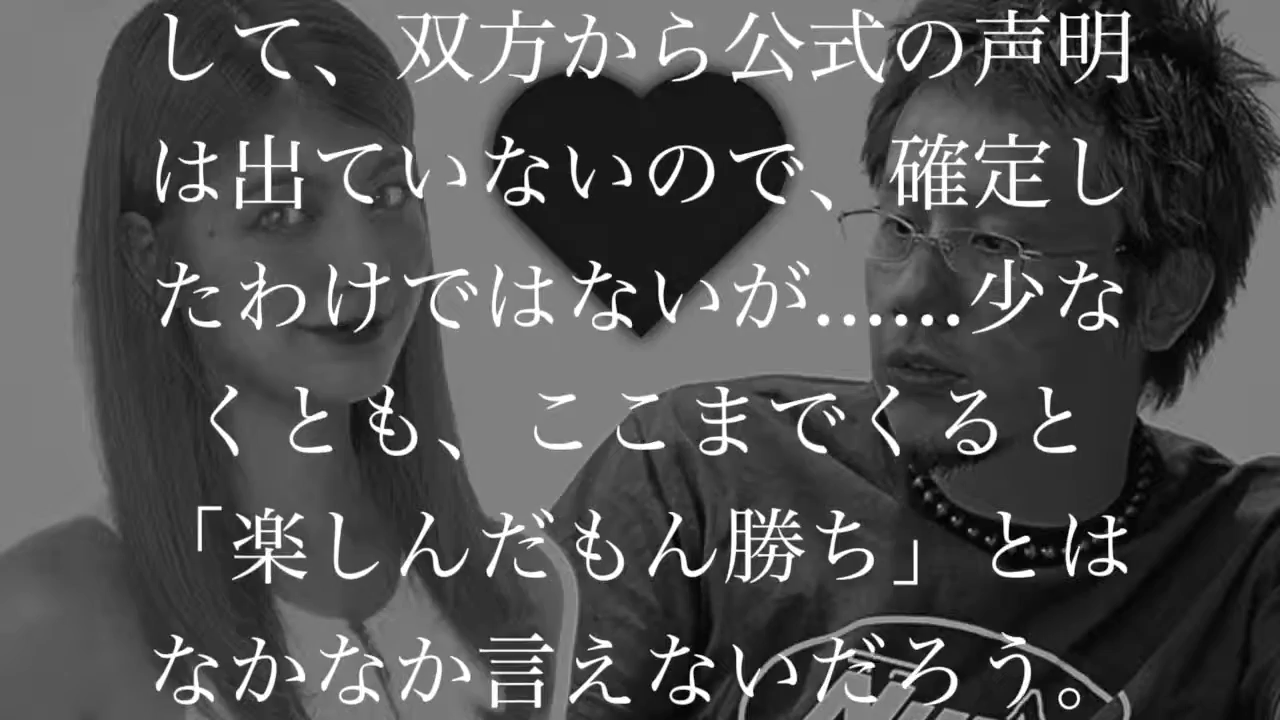 して、双方から公式の声明
は出ていないので、確定し
たわけではないが……少な
くとも、ここまでくると
「楽しんだもん勝ち」とは
なかなか言えないだろう。